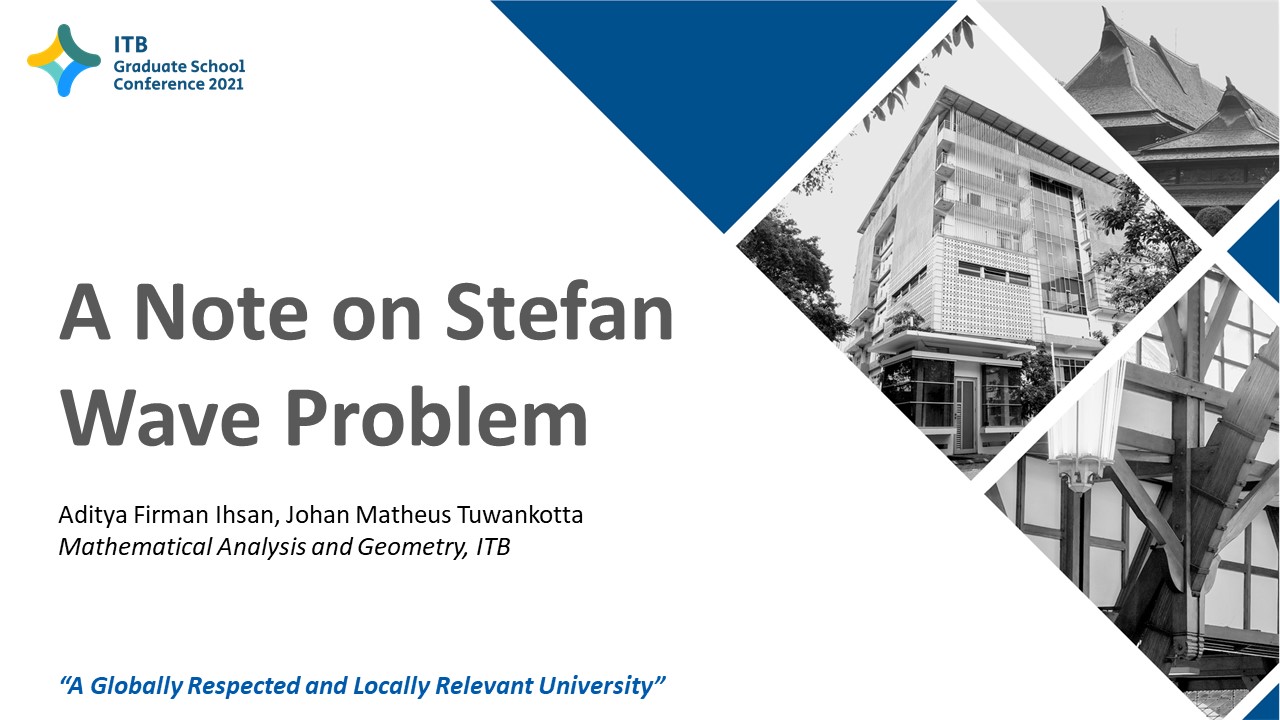 ITB
Graduate School
Conference 2021
A Note on Stefan
Wave Problem
Aditya Firman Ihsan, Johan Matheus Tuwankotta
Mathematical Analysis and Geometry, ITB
“A Globally Respected and Locally Relevant University”